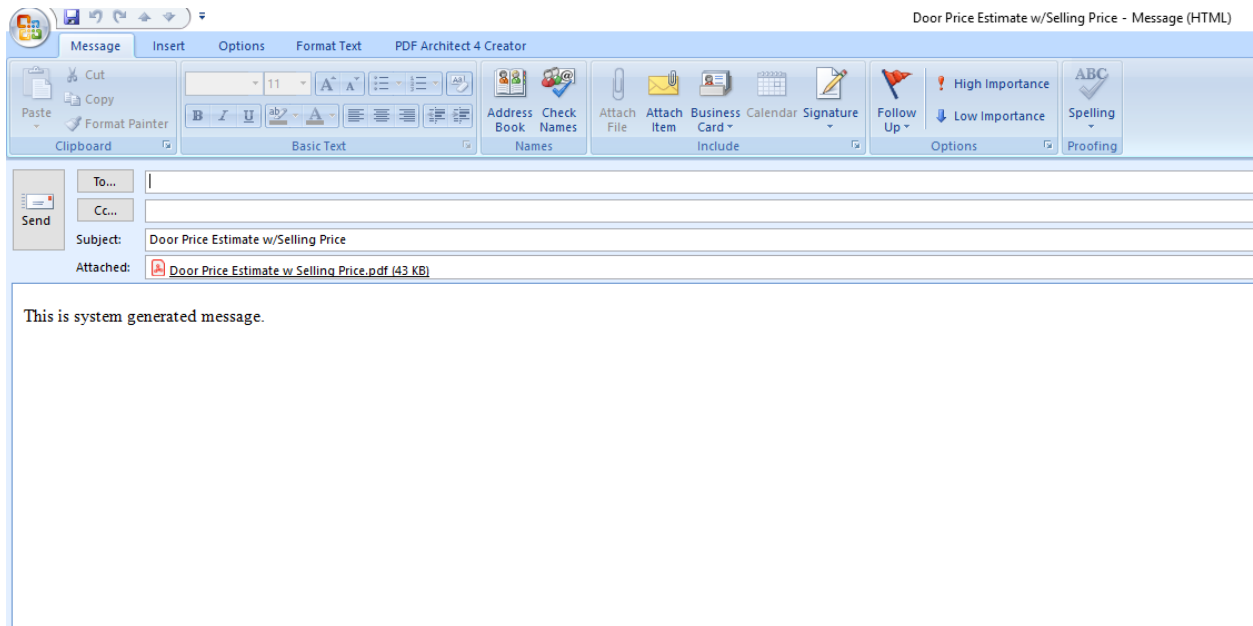 Door Price Estimate w/Selling Price - Message (HTML)
Message Insert Options Format Text PDF Architect 4 Creator
Paste
Cut
Copy
Format Painter
Clipboard
11
A A
B I U ab A
Basic Text
Address Book
Check Names
Names
Attach File
Attach Item
Business Card
Calendar
Signature
Include
Follow Up
High Importance
Low Importance
Options
ABC
Spelling
Proofing
Send
To...
Cc...
Subject: Door Price Estimate w/Selling Price
Attached: Door Price Estimate w Selling Price.pdf (43 KB)
This is system generated message.